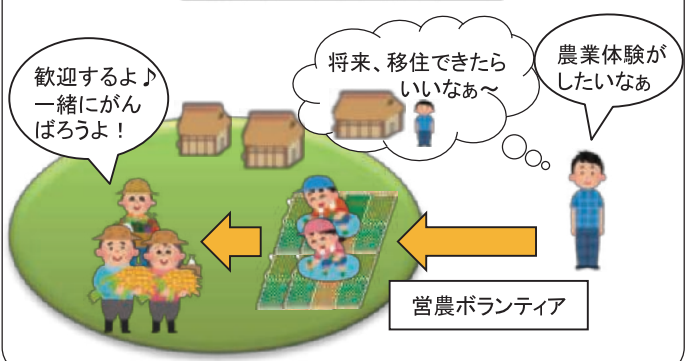 歓迎するよ♪
一緒にがん
ばろうよ！
将来、移住できたら
いいなぁ～
農業体験が
したいなぁ
営農ボランティア